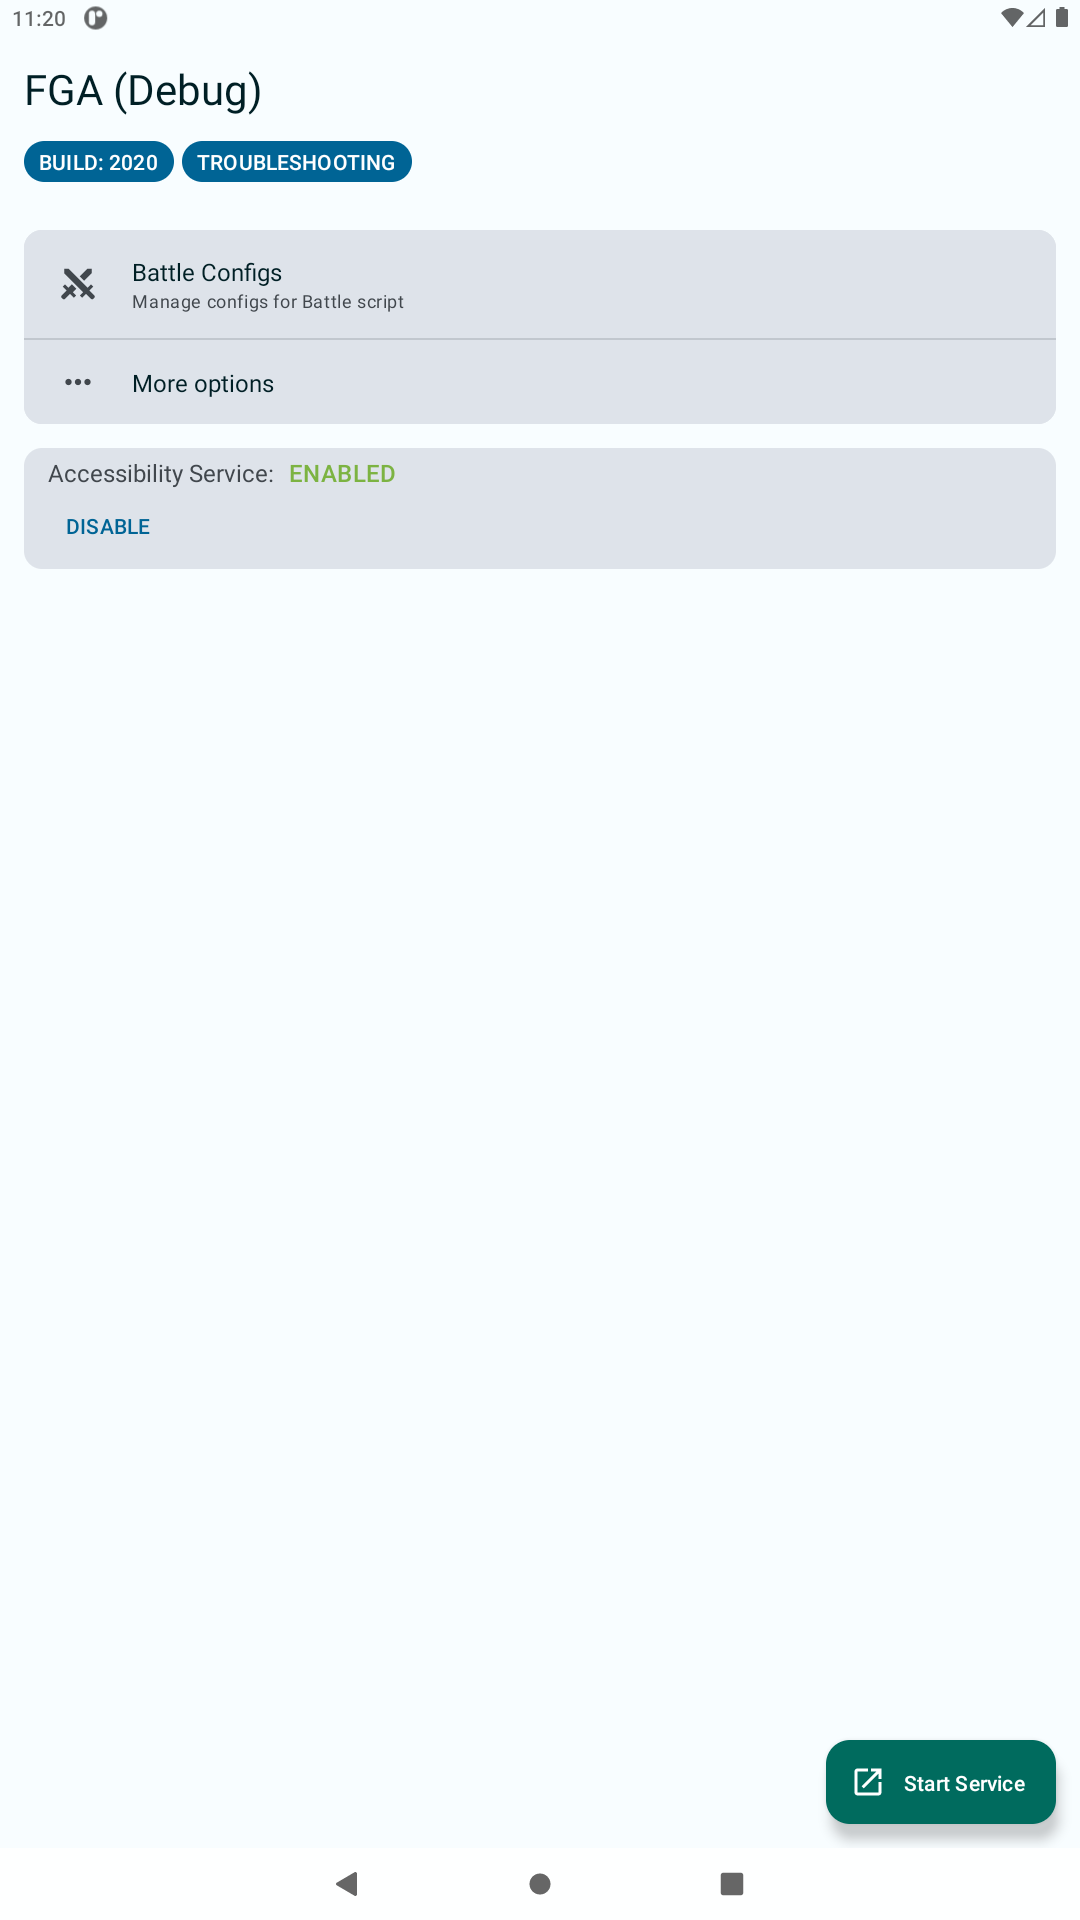 11:20
FGA (Debug)
BUILD: 2020
TROUBLESHOOTING
Battle Configs
Manage configs for Battle script
More options
Accessibility Service: ENABLED
DISABLE
Start Service